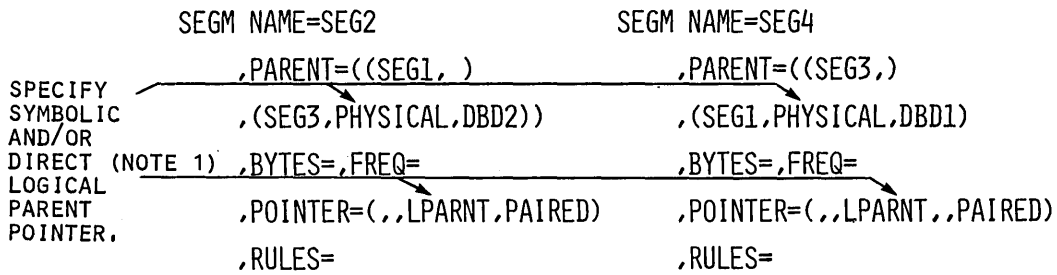 SEGM NAME=SEG2 SEGM NAME=SEG4
,PARENT=((SEG1, ) ,PARENT=((SEG3,)
SPECIFY
SYMBOLIC ,(SEG3,PHYSICAL,DBD2)) ,(SEG1,PHYSICAL,DBD1)
AND/OR
DIRECT (NOTE 1) ,BYTES=,FREQ= ,BYTES=,FREQ=
LOGICAL
PARENT ,POINTER=(,,LPARNT,PAIRED) ,POINTER=(,,LPARNT,,PAIRED)
POINTER.
,RULES= ,RULES=